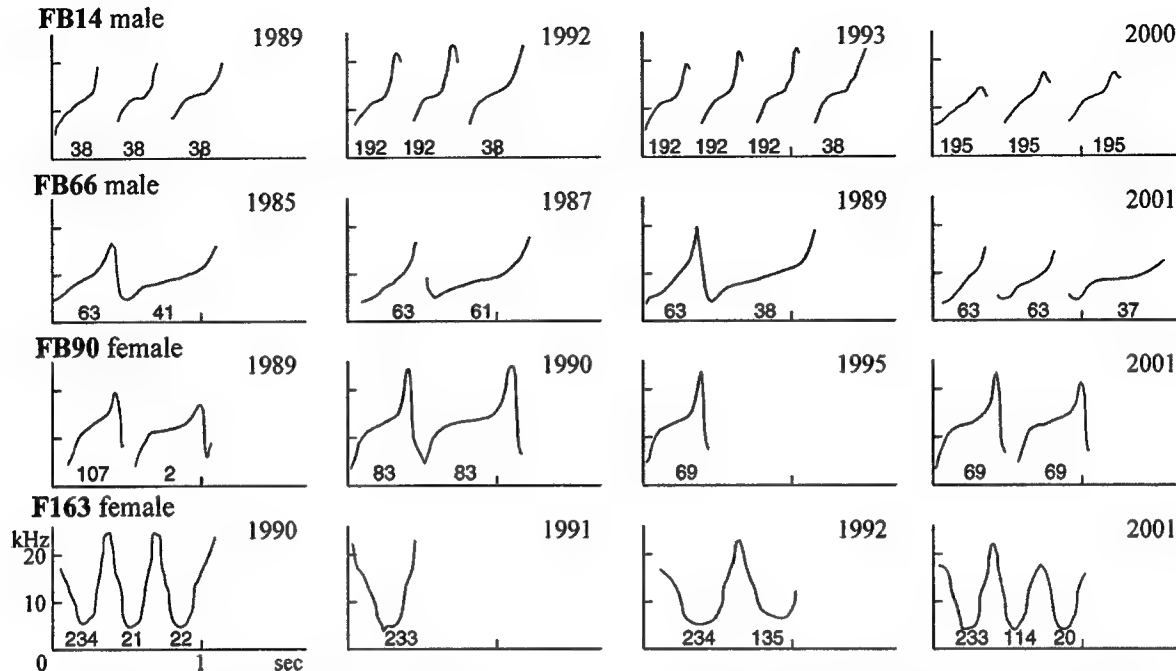 FB14 male
1989
1992
1993
2000
38 38 38
192 192 38
192 192 192 38
195 195 195
FB66 male
1985
1987
1989
2001
63 41
63 61
63 38
63 63 37
FB90 female
1989
1990
1995
2001
107 2
83 83
69
69 69
F163 female
kHz
20
10
1990
1991
1992
2001
234 21 22
233
234 135
233 114 20
0 1 sec